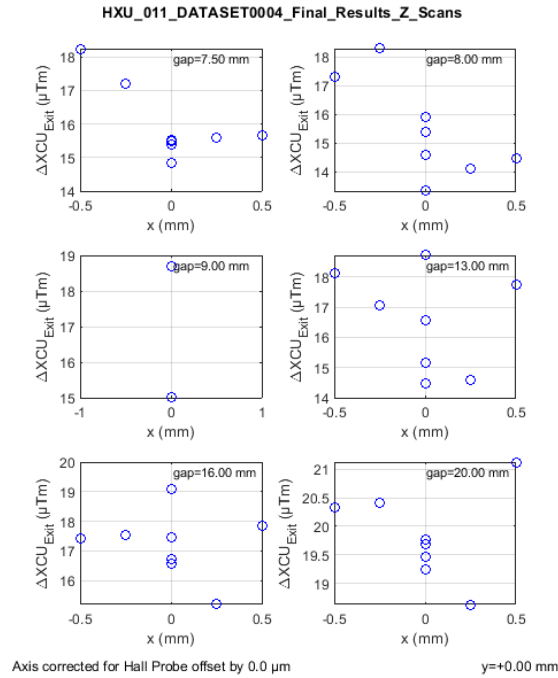 HXU_011_DATASET0004_Final_Results_Z_Scans
gap=7.50 mm
18
17
16
15
14
-0.5 0 0.5
x (mm)
ΔXCU_Exit (μTm)
gap=8.00 mm
18
17
16
15
14
-0.5 0 0.5
x (mm)
ΔXCU_Exit (μTm)
gap=9.00 mm
19
18
17
16
15
-1 0 1
x (mm)
ΔXCU_Exit (μTm)
gap=13.00 mm
18
17
16
15
14
-0.5 0 0.5
x (mm)
ΔXCU_Exit (μTm)
gap=16.00 mm
20
19
18
17
16
-0.5 0 0.5
x (mm)
ΔXCU_Exit (μTm)
gap=20.00 mm
21
20.5
20
19.5
19
-0.5 0 0.5
x (mm)
ΔXCU_Exit (μTm)
Axis corrected for Hall Probe offset by 0.0 μm
y=+0.00 mm